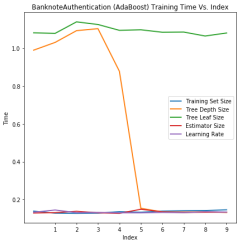 BanknoteAuthentication (AdaBoost) Training Time Vs. Index
1.0
0.8
0.6
0.4
0.2
Time
Training Set Size
Tree Depth Size
Tree Leaf Size
Estimator Size
Learning Rate
1 2 3 4 5 6 7 8 9
Index